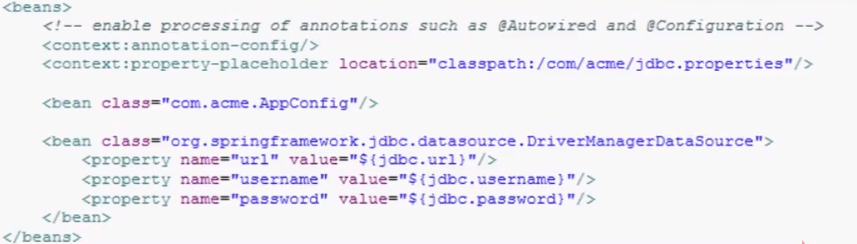 <beans>
<!-- enable processing of annotations such as @Autowired and @Configuration -->
<context:annotation-config/>
<context:property-placeholder location="classpath:/com/acme/jdbc.properties"/>
<bean class="com.acme.AppConfig"/>
<bean class="org.springframework.jdbc.datasource.DriverManagerDataSource">
<property name="url" value="${jdbc.url}"/>
<property name="username" value="${jdbc.username}"/>
<property name="password" value="${jdbc.password}"/>
</bean>
</beans>